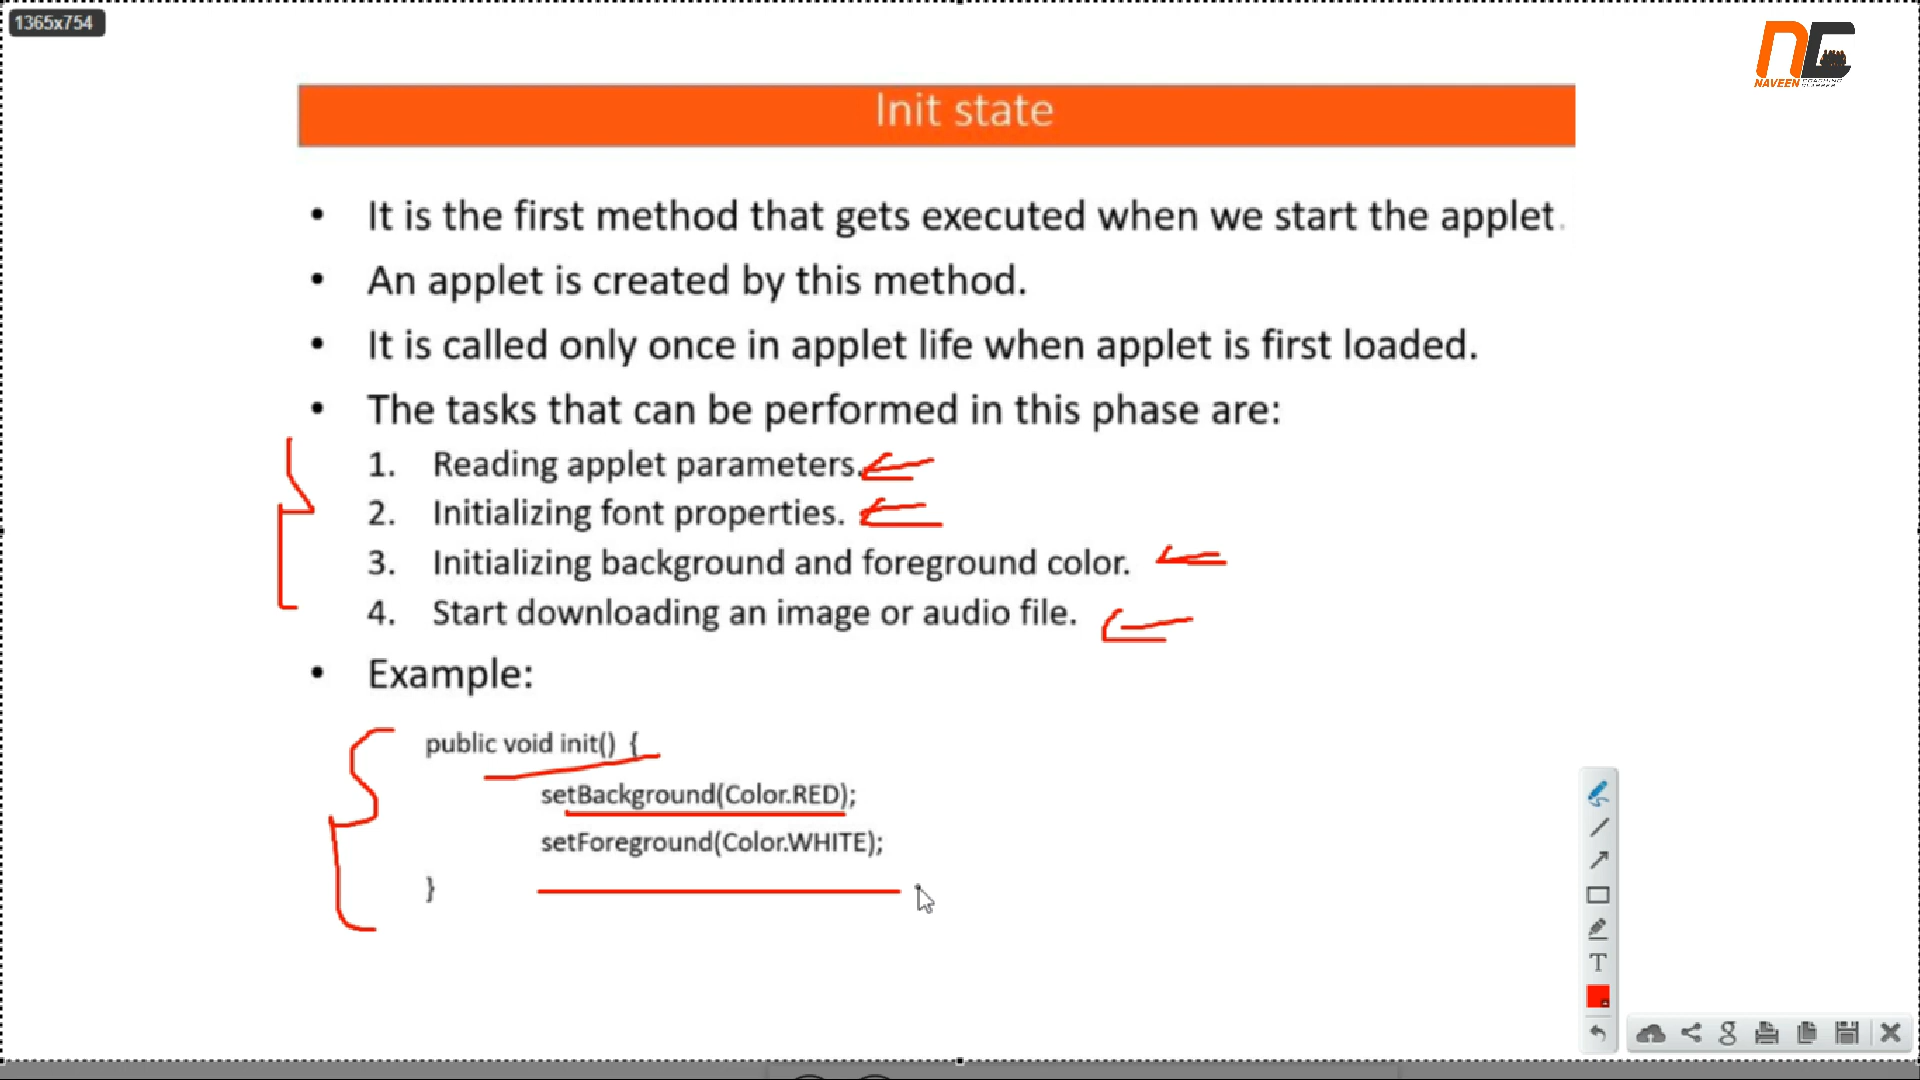 1365x754
NAVEEN
Init state
• It is the first method that gets executed when we start the applet.
• An applet is created by this method.
• It is called only once in applet life when applet is first loaded.
• The tasks that can be performed in this phase are:
1. Reading applet parameters.
2. Initializing font properties.
3. Initializing background and foreground color.
4. Start downloading an image or audio file.
• Example:
public void init() {
setBackground(Color.RED);
setForeground(Color.WHITE);
}